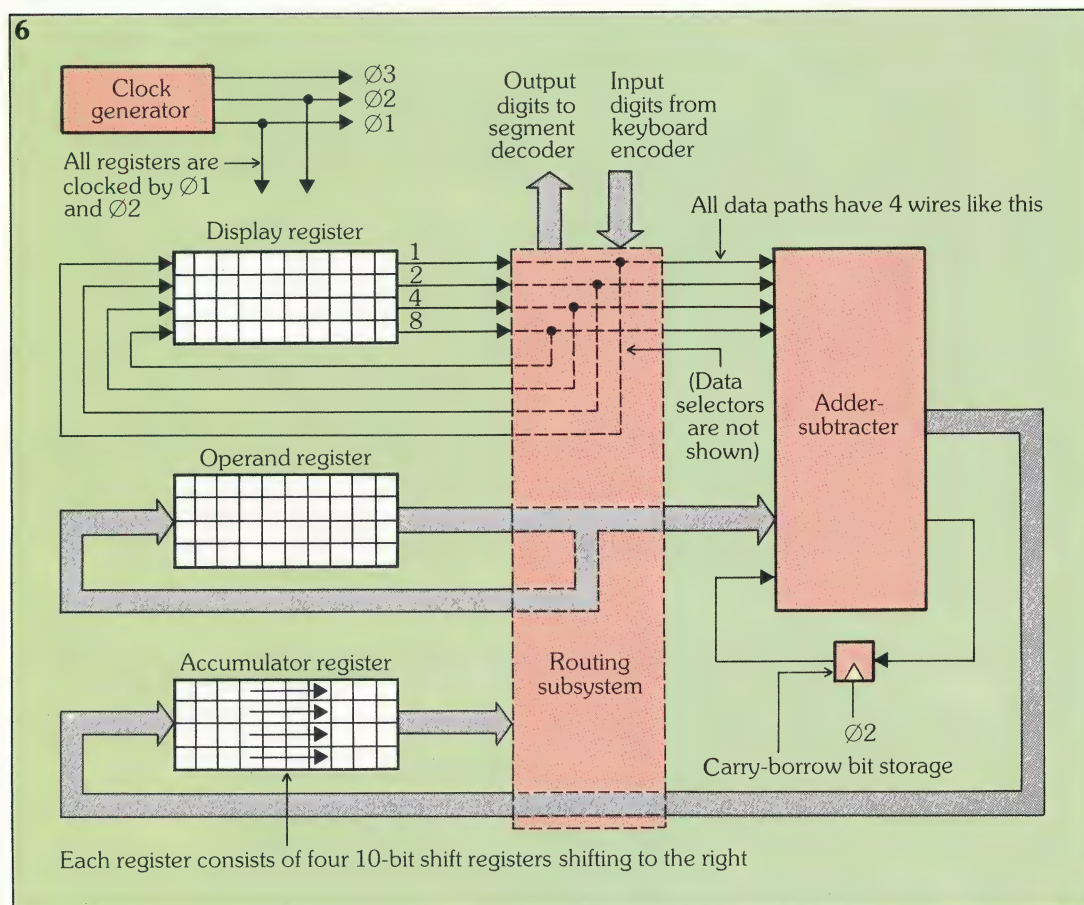 6
Clock
generator
Ø3
Ø2
Ø1
All registers are
clocked by Ø1
and Ø2
Output
digits to
segment
decoder
Input
digits from
keyboard
encoder
All data paths have 4 wires like this
Display register
1
2
4
8
(Data
selectors
are not
shown)
Adder-
subtracter
Operand register
Accumulator register
Routing
subsystem
Ø2
Carry-borrow bit storage
Each register consists of four 10-bit shift registers shifting to the right